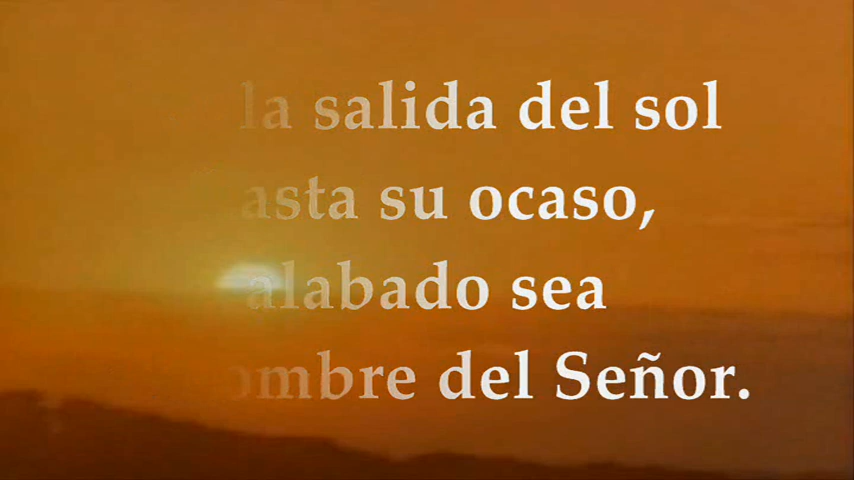 la salida del sol
asta su ocaso,
alabado sea
ombre del Señor.